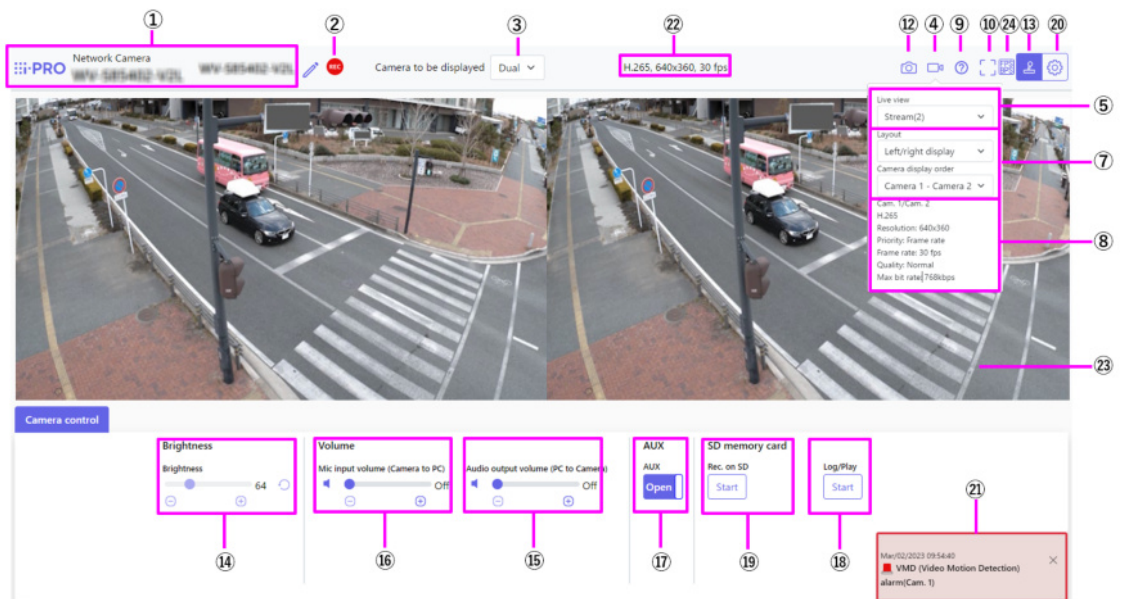 ① ② ③ ㉒ ⑫ ④ ⑨ ⑩ ㉔ ⑬ ⑳
i-PRO Network Camera
REC
Camera to be displayed Dual
H.265, 640x360, 30 fps
Live view
Stream(2)
⑤
Layout
Left/right display
⑦
Camera display order
Camera 1 - Camera 2
Cam. 1/Cam. 2
H.265
Resolution: 640x360
Priority: Frame rate
⑧
Frame rate: 30 fps
Quality: Normal
Max bit rate: 768kbps
㉓
Camera control
Brightness
Brightness
64
Volume
Mic input volume (Camera to PC)
Off
Audio output volume (PC to Camera)
Off
AUX
AUX
Open
SD memory card
Rec. on SD
Start
Log/Play
Start
㉑
⑭ ⑯ ⑮ ⑰ ⑲ ⑱
Mar/02/2023 09:54:40
VMD (Video Motion Detection)
alarm(Cam. 1)